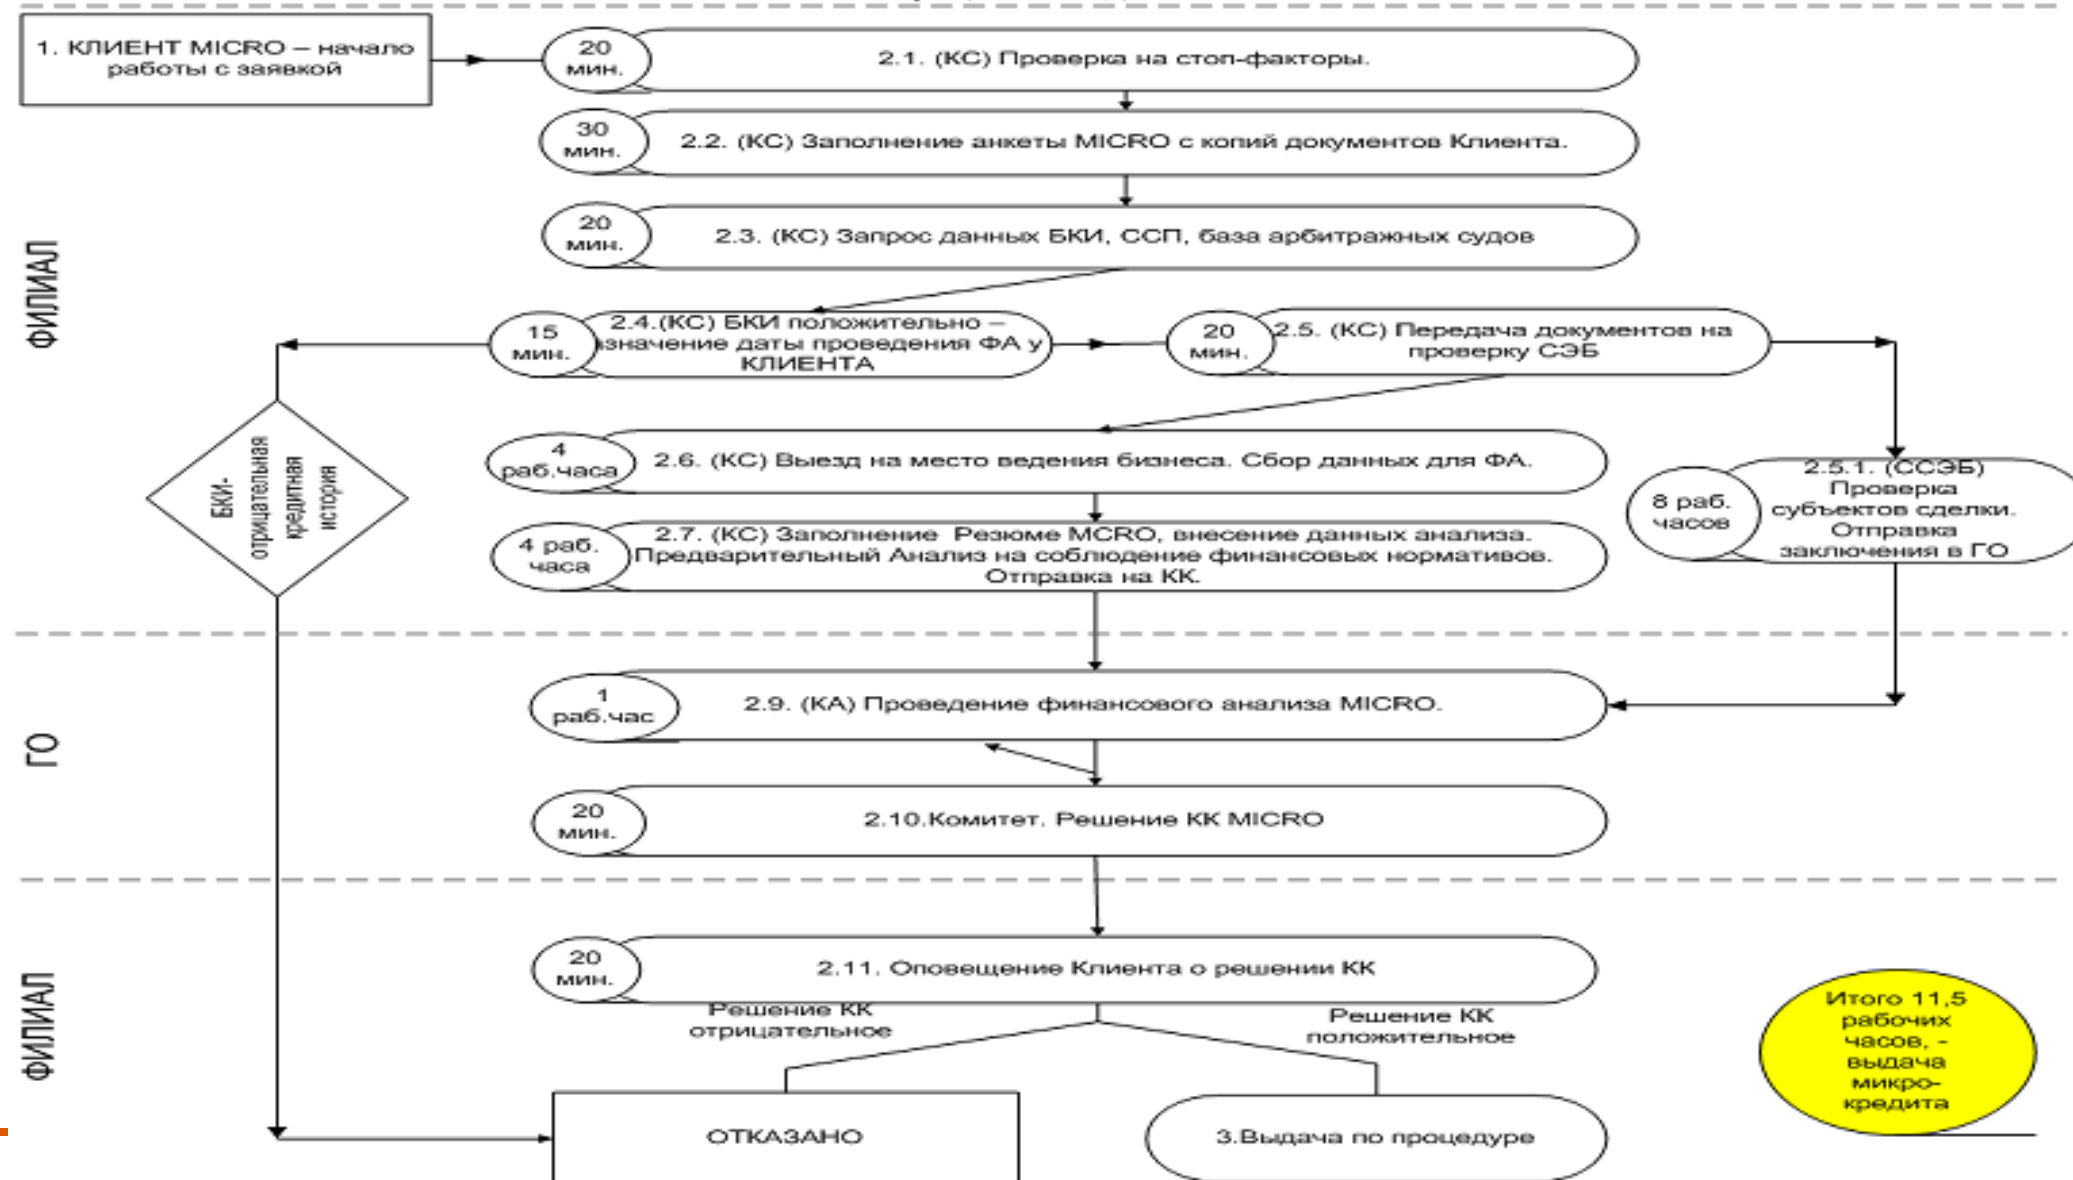 1. КЛИЕНТ MICRO – начало
работы с заявкой
20
мин.
2.1. (КС) Проверка на стоп-факторы.
30
мин.
2.2. (КС) Заполнение анкеты MICRO с копий документов Клиента.
20
мин.
2.3. (КС) Запрос данных БКИ, ССП, база арбитражных судов
ФИЛИАЛ
15
мин.
2.4.(КС) БКИ положительно –
значение даты проведения ФА у
КЛИЕНТА
20
мин.
2.5. (КС) Передача документов на
проверку СЭБ
БКИ-
отрицательная
кредитная
история
4
раб.часа
2.6. (КС) Выезд на место ведения бизнеса. Сбор данных для ФА.
8 раб.
часов
2.5.1. (ССЭБ)
Проверка
субъектов сделки.
Отправка
заключения в ГО
4 раб.
часа
2.7. (КС) Заполнение Резюме MCRO, внесение данных анализа.
Предварительный Анализ на соблюдение финансовых нормативов.
Отправка на КК.
ГО
1
раб.час
2.9. (КА) Проведение финансового анализа MICRO.
20
мин.
2.10.Комитет. Решение КК MICRO
ФИЛИАЛ
20
мин.
2.11. Оповещение Клиента о решении КК
Решение КК
отрицательное
Решение КК
положительное
Итого 11,5
рабочих
часов, -
выдача
микро-
кредита
ОТКАЗАНО
3.Выдача по процедуре